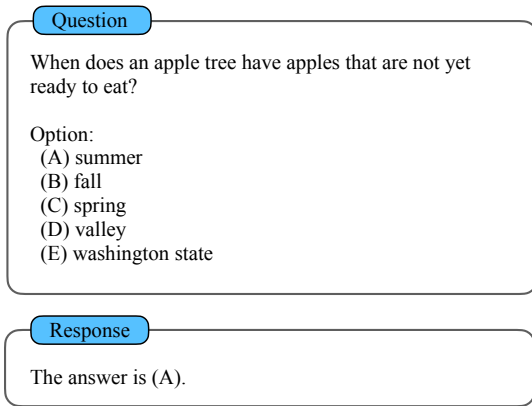 Question
When does an apple tree have apples that are not yet
ready to eat?
Option:
(A) summer
(B) fall
(C) spring
(D) valley
(E) washington state
Response
The answer is (A).